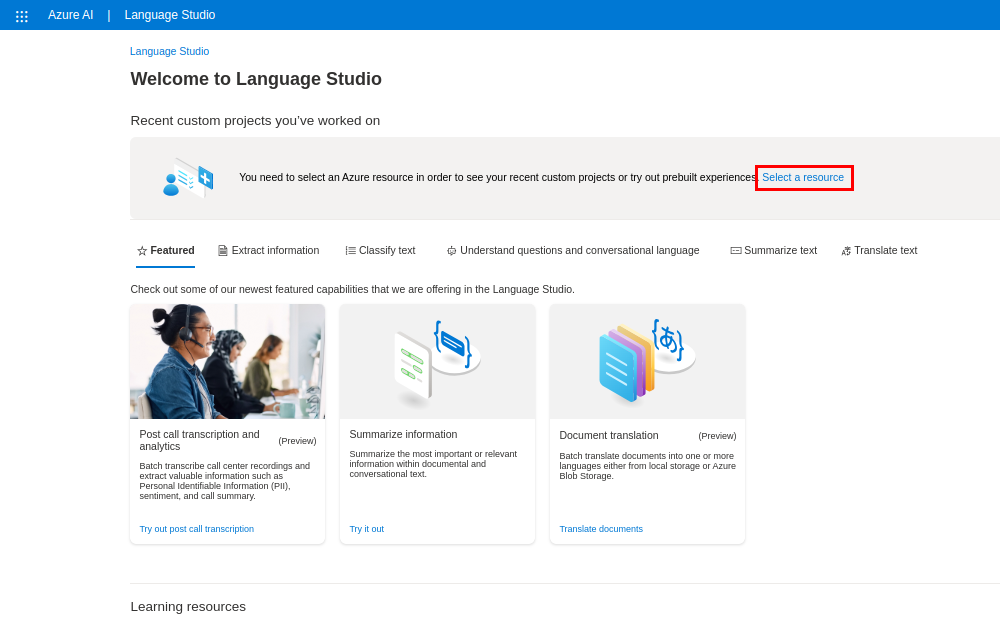 Azure AI | Language Studio
Language Studio
Welcome to Language Studio
Recent custom projects you've worked on
You need to select an Azure resource in order to see your recent custom projects or try out prebuilt experiences. Select a resource
Featured Extract information Classify text Understand questions and conversational language Summarize text Translate text
Check out some of our newest featured capabilities that we are offering in the Language Studio.
あ
Post call transcription and
analytics
(Preview)
Batch transcribe call center recordings and
extract valuable information such as
Personal Identifiable Information (PII),
sentiment, and call summary.
Try out post call transcription
Summarize information
Summarize the most important or relevant
information within documental and
conversational text.
Try it out
Document translation (Preview)
Batch translate documents into one or more
languages either from local storage or Azure
Blob Storage.
Translate documents
Learning resources